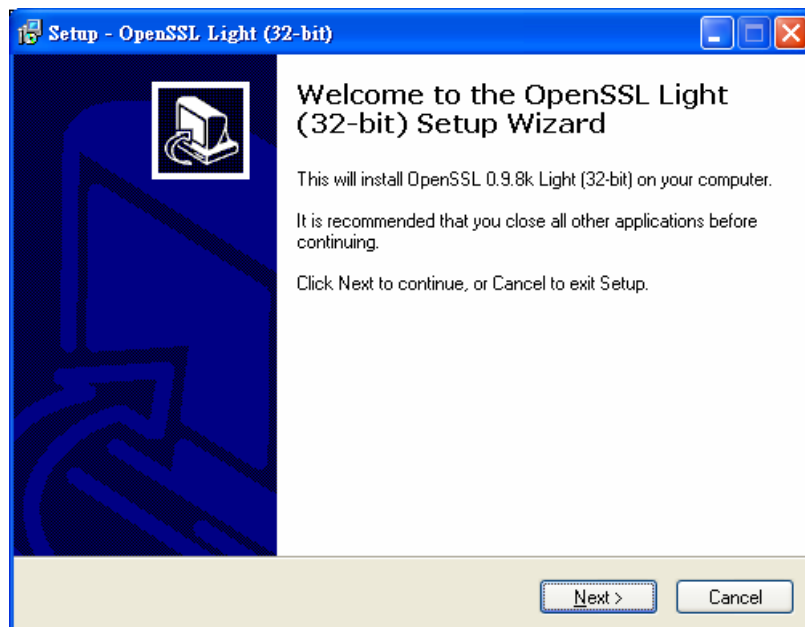 Setup - OpenSSL Light (32-bit)
Welcome to the OpenSSL Light
(32-bit) Setup Wizard
This will install OpenSSL 0.9.8k Light (32-bit) on your computer.
It is recommended that you close all other applications before
continuing.
Click Next to continue, or Cancel to exit Setup.
Next >
Cancel